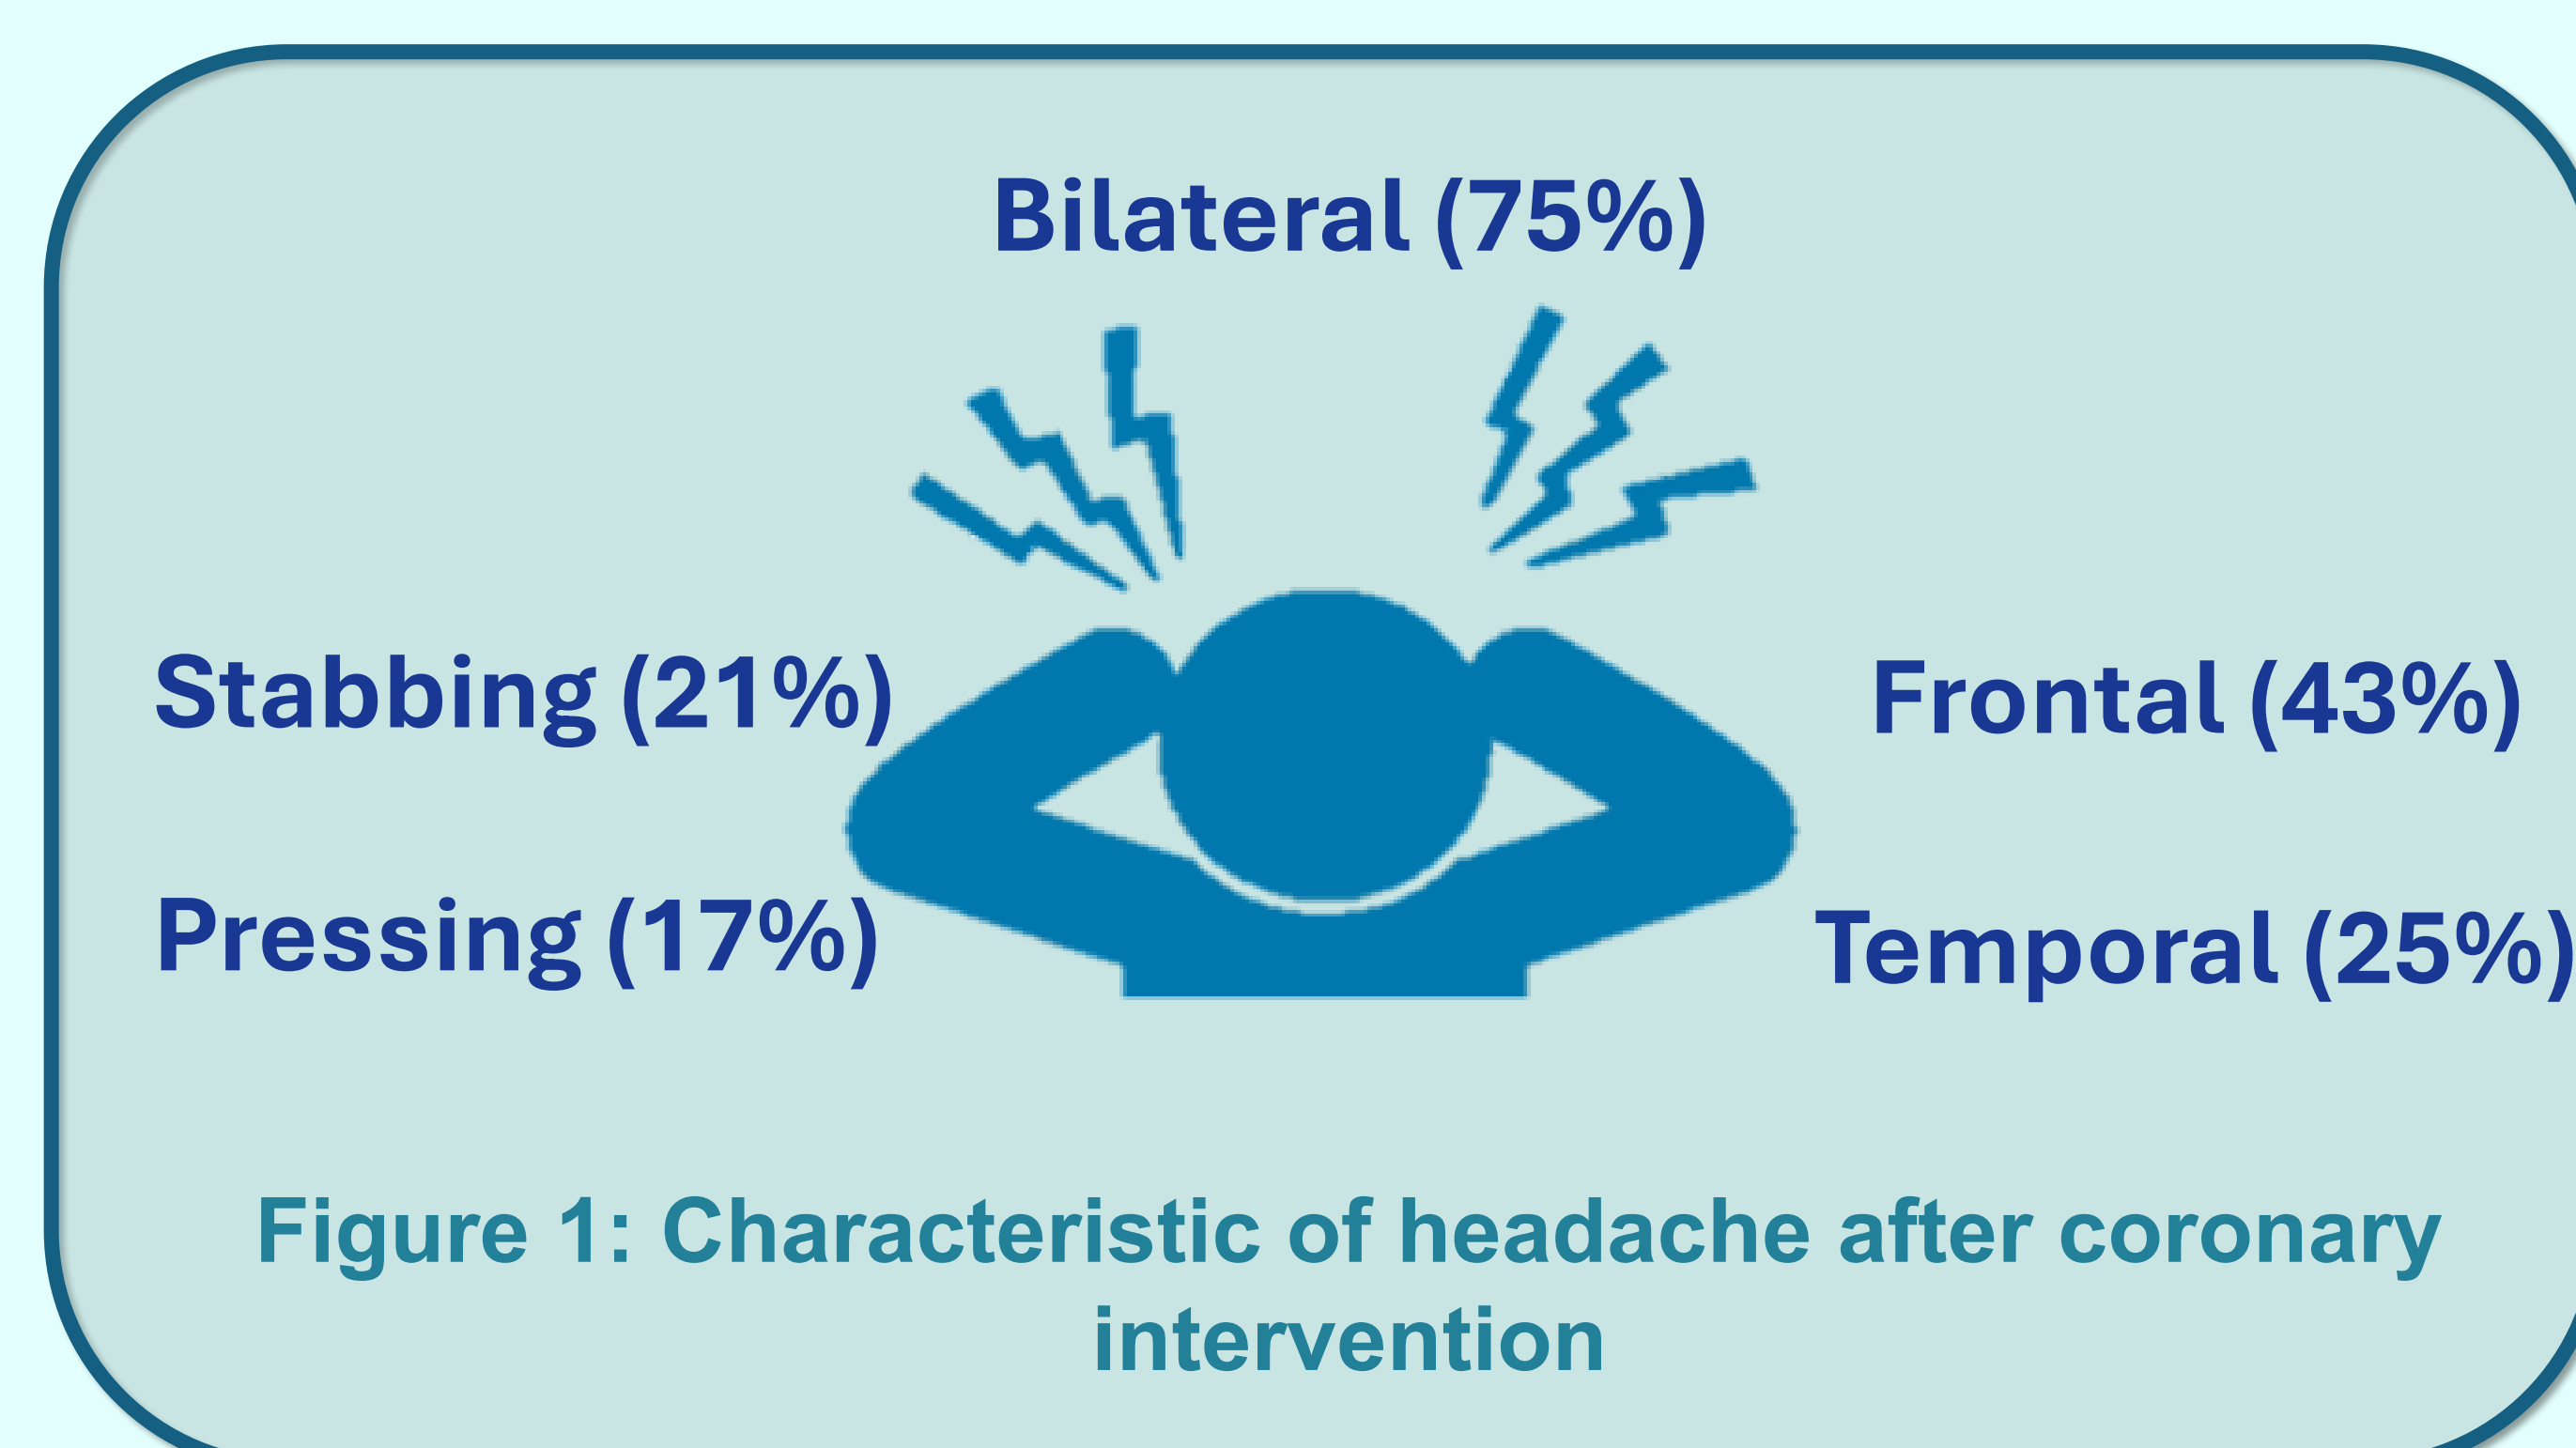 Bilateral (75%)
Stabbing (21%)
Frontal (43%)
Pressing (17%)
Temporal (25%)
Figure 1: Characteristic of headache after coronary
intervention